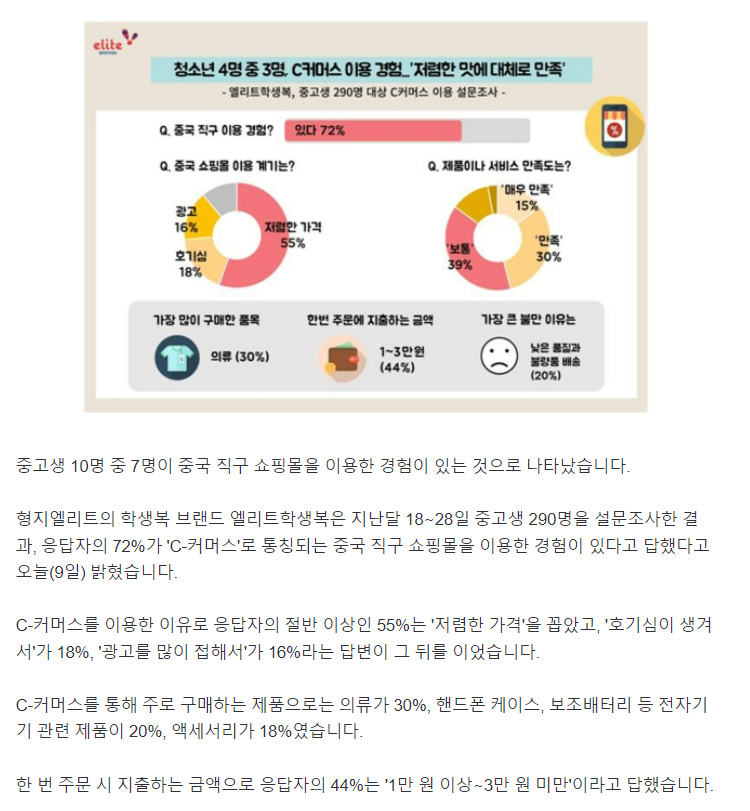 elite
청소년 4명 중 3명, C커머스 이용 경험...'저렴한 맛에 대체로 만족'
- 엘리트학생복, 중고생 290명 대상 C커머스 이용 설문조사 -
Q. 중국 직구 이용 경험?
있다 72%
Q. 중국 쇼핑몰 이용 계기는?
광고
16%
호기심
18%
저렴한 가격
55%
Q. 제품이나 서비스 만족도는?
'매우 만족'
15%
'만족'
30%
'보통'
39%
%
가장 많이 구매한 품목
의류 (30%)
한번 주문에 지출하는 금액
1~3만원
(44%)
가장 큰 불만 이유는
낮은 품질과
불량품 배송
(20%)
중고생 10명 중 7명이 중국 직구 쇼핑몰을 이용한 경험이 있는 것으로 나타났습니다.
형지엘리트의 학생복 브랜드 엘리트학생복은 지난달 18~28일 중고생 290명을 설문조사한 결
과, 응답자의 72%가 'C-커머스'로 통칭되는 중국 직구 쇼핑몰을 이용한 경험이 있다고 답했다고
오늘(9일) 밝혔습니다.
C-커머스를 이용한 이유로 응답자의 절반 이상인 55%는 '저렴한 가격'을 꼽았고, '호기심이 생겨
서'가 18%, '광고를 많이 접해서'가 16%라는 답변이 그 뒤를 이었습니다.
C-커머스를 통해 주로 구매하는 제품으로는 의류가 30%, 핸드폰 케이스, 보조배터리 등 전자기
기 관련 제품이 20%, 액세서리가 18%였습니다.
한 번 주문 시 지출하는 금액으로 응답자의 44%는 '1만 원 이상~3만 원 미만'이라고 답했습니다.